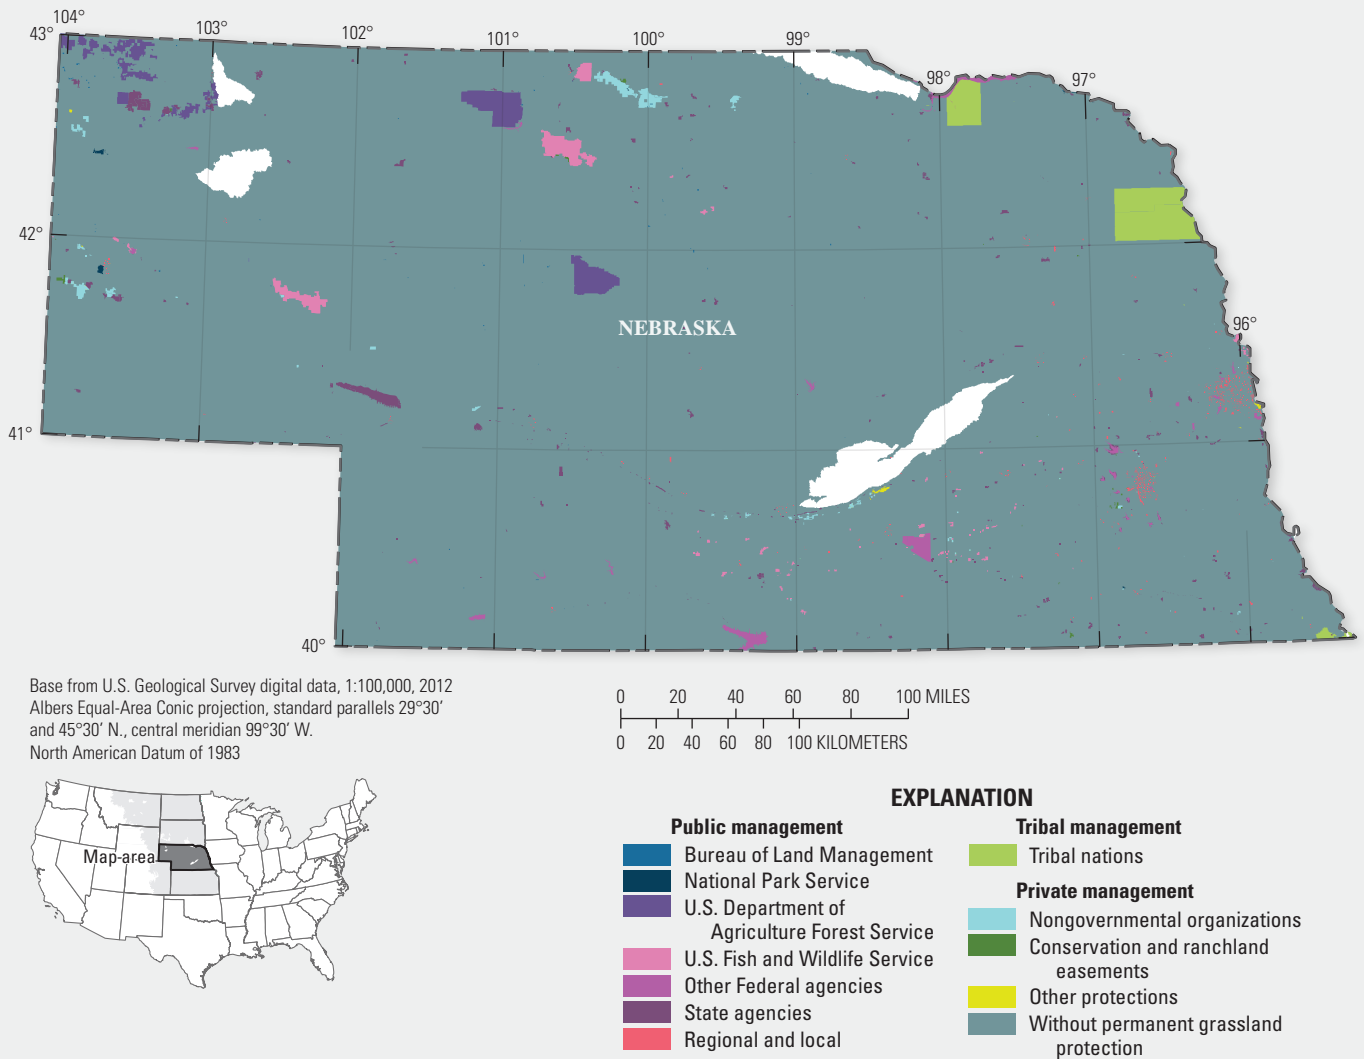 104°
103°
102°
101°
100°
99°
98°
97°
96°
43°
42°
41°
40°
NEBRASKA
Base from U.S. Geological Survey digital data, 1:100,000, 2012
Albers Equal-Area Conic projection, standard parallels 29°30′
and 45°30′ N., central meridian 99°30′ W.
North American Datum of 1983
0 20 40 60 80 100 MILES
0 20 40 60 80 100 KILOMETERS
Map-area
EXPLANATION
Public management
Bureau of Land Management
National Park Service
U.S. Department of
Agriculture Forest Service
U.S. Fish and Wildlife Service
Other Federal agencies
State agencies
Regional and local
Tribal management
Tribal nations
Private management
Nongovernmental organizations
Conservation and ranchland
easements
Other protections
Without permanent grassland
protection